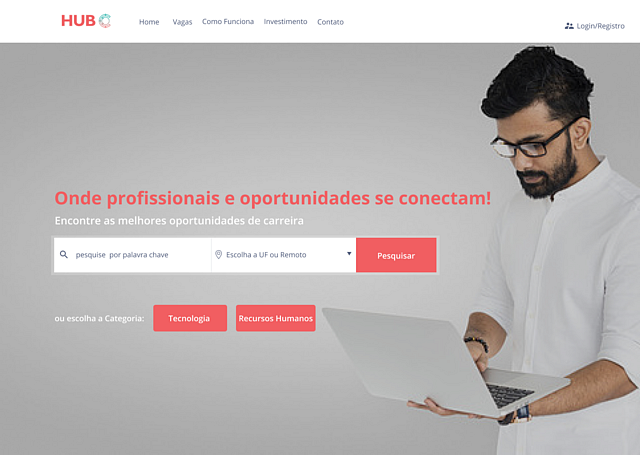 HUB
Home Vagas Como Funciona Investimento Contato
Login/Registro
Onde profissionais e oportunidades se conectam!
Encontre as melhores oportunidades de carreira
pesquise por palavra chave
Escolha a UF ou Remoto
Pesquisar
ou escolha a Categoria:
Tecnologia
Recursos Humanos